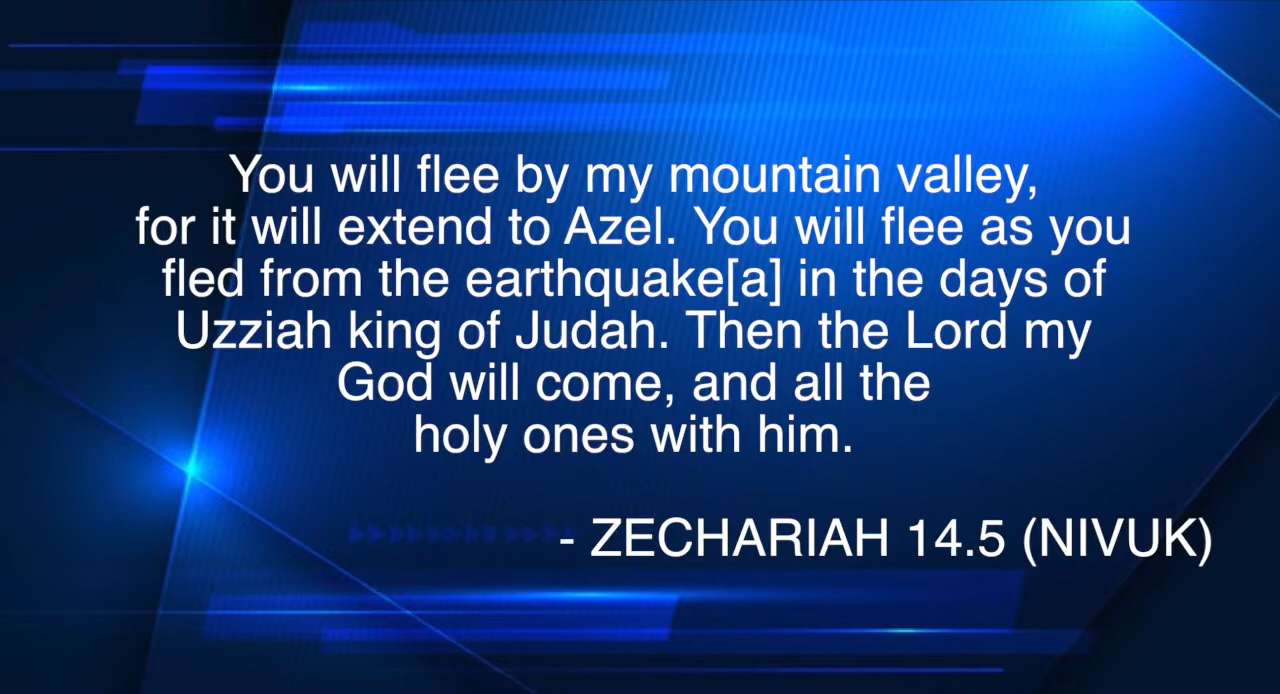 You will flee by my mountain valley,
for it will extend to Azel. You will flee as you
fled from the earthquake[a] in the days of
Uzziah king of Judah. Then the Lord my
God will come, and all the
holy ones with him.
- ZECHARIAH 14.5 (NIVUK)